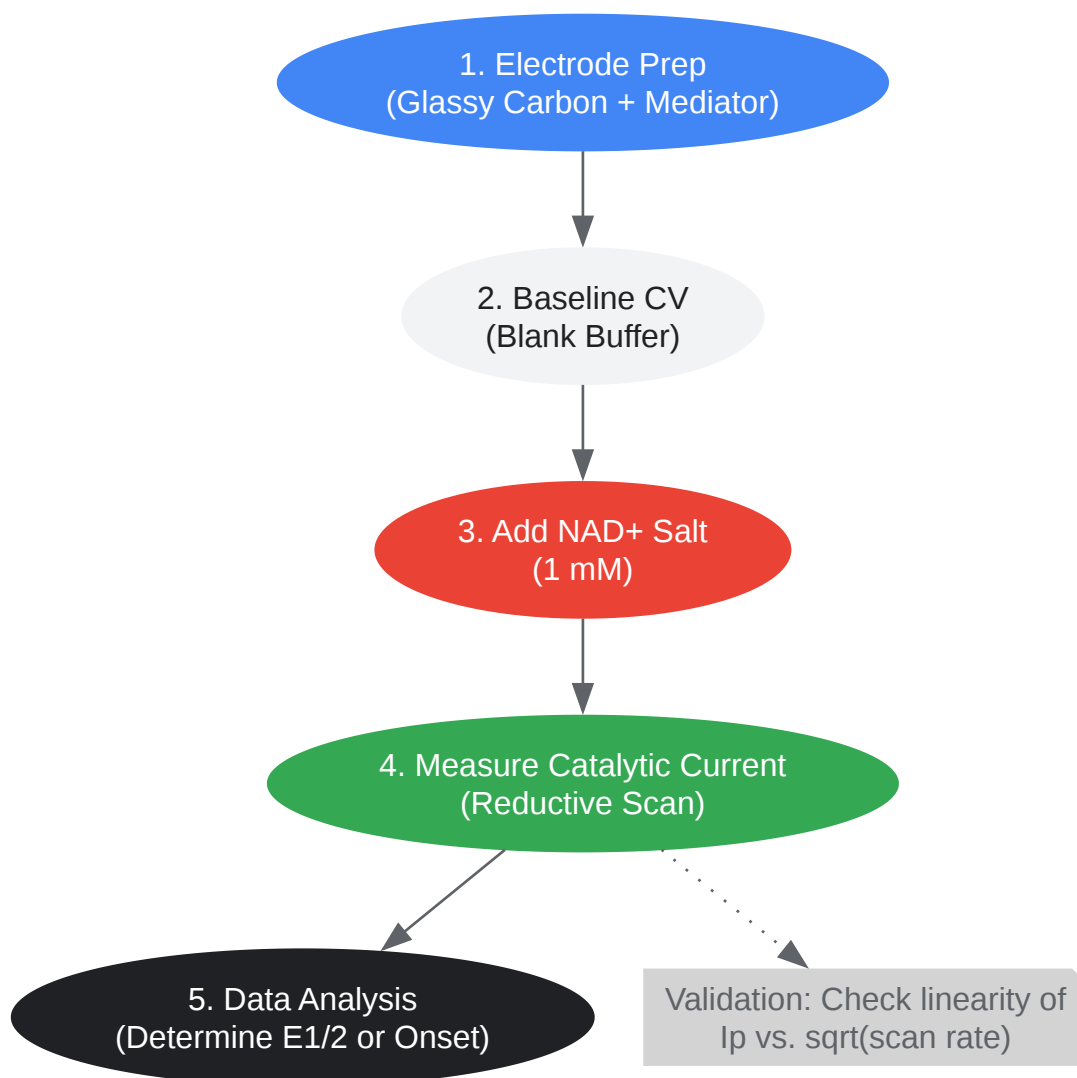 1. Electrode Prep
(Glassy Carbon + Mediator)
2. Baseline CV
(Blank Buffer)
3. Add NAD+ Salt
(1 mM)
4. Measure Catalytic Current
(Reductive Scan)
5. Data Analysis
(Determine E1/2 or Onset)
Validation: Check linearity of
Ip vs. sqrt(scan rate)